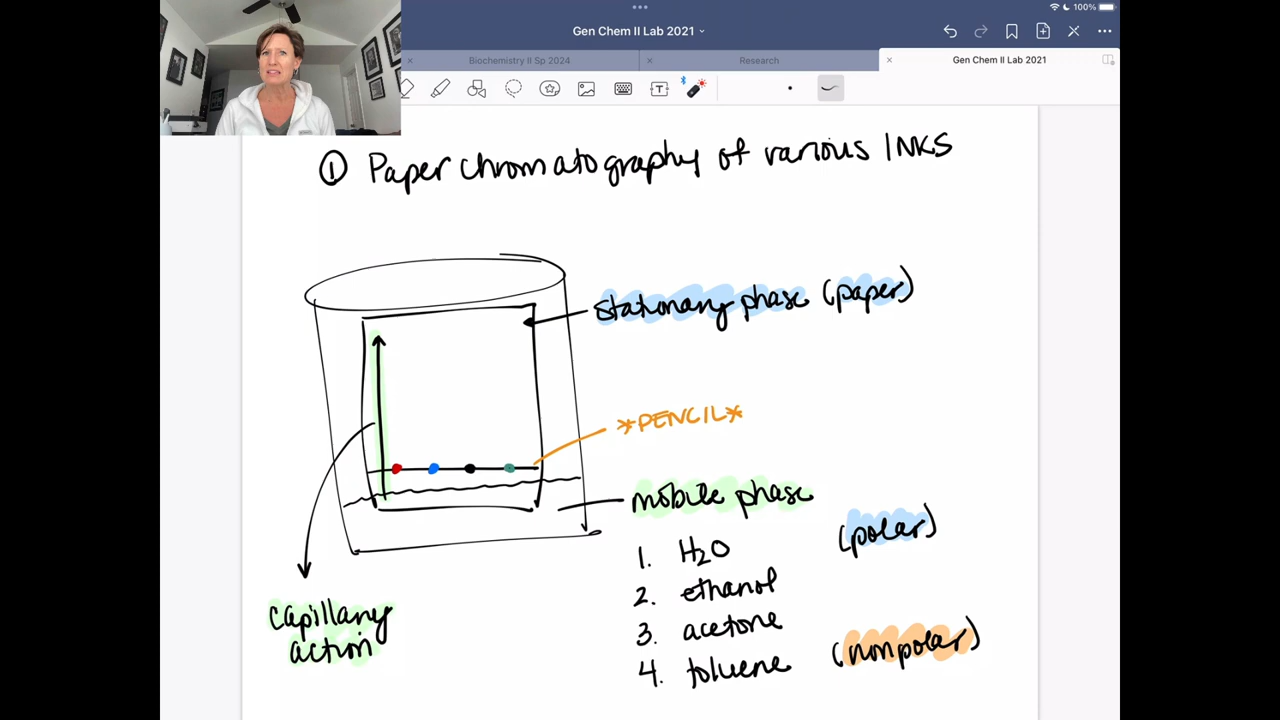 100%
Gen Chem II Lab 2021
Biochemistry II Sp 2024
Research
Gen Chem II Lab 2021
① Paper chromatography of various INKS
stationary phase (paper)
*PENCIL*
mobile phase
(polar)
1. H₂O
2. ethanol
3. acetone
4. toluene (nonpolar)
capillary
action